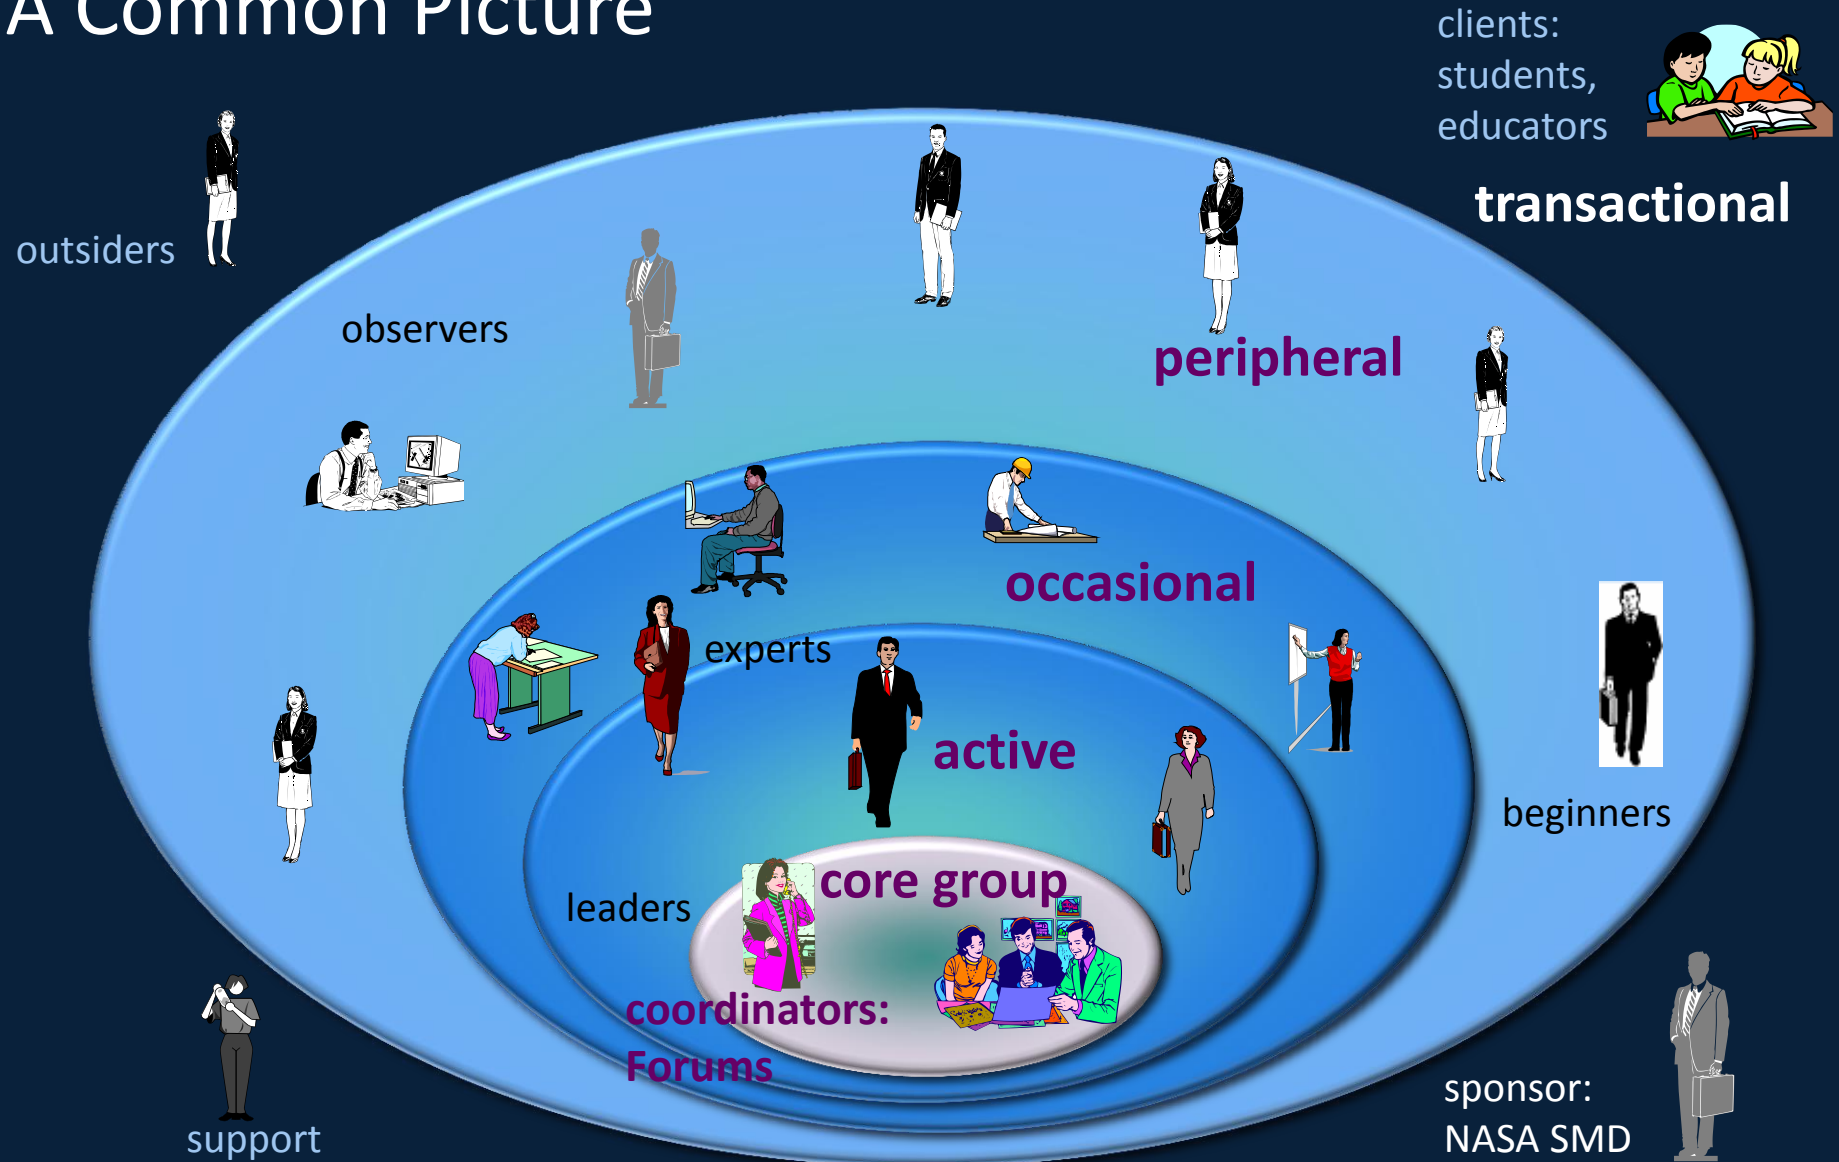 A Common Picture
clients:
students,
educators
transactional
outsiders
observers
peripheral
occasional
experts
active
beginners
core group
leaders
coordinators:
Forums
support
sponsor:
NASA SMD